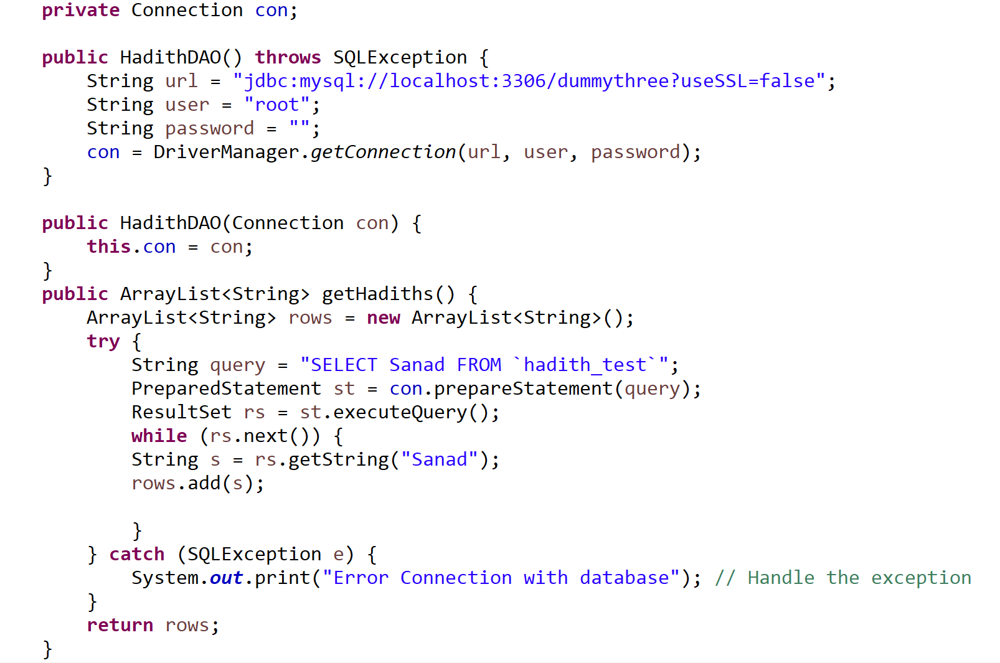 private Connection con;
public HadithDAO() throws SQLException {
String url = "jdbc:mysql://localhost:3306/dummythree?useSSL=false";
String user = "root";
String password = "";
con = DriverManager.getConnection(url, user, password);
}
public HadithDAO(Connection con) {
this.con = con;
}
public ArrayList<String> getHadiths() {
ArrayList<String> rows = new ArrayList<String>();
try {
String query = "SELECT Sanad FROM `hadith_test`";
PreparedStatement st = con.prepareStatement(query);
ResultSet rs = st.executeQuery();
while (rs.next()) {
String s = rs.getString("Sanad");
rows.add(s);
}
} catch (SQLException e) {
System.out.print("Error Connection with database"); // Handle the exception
}
return rows;
}